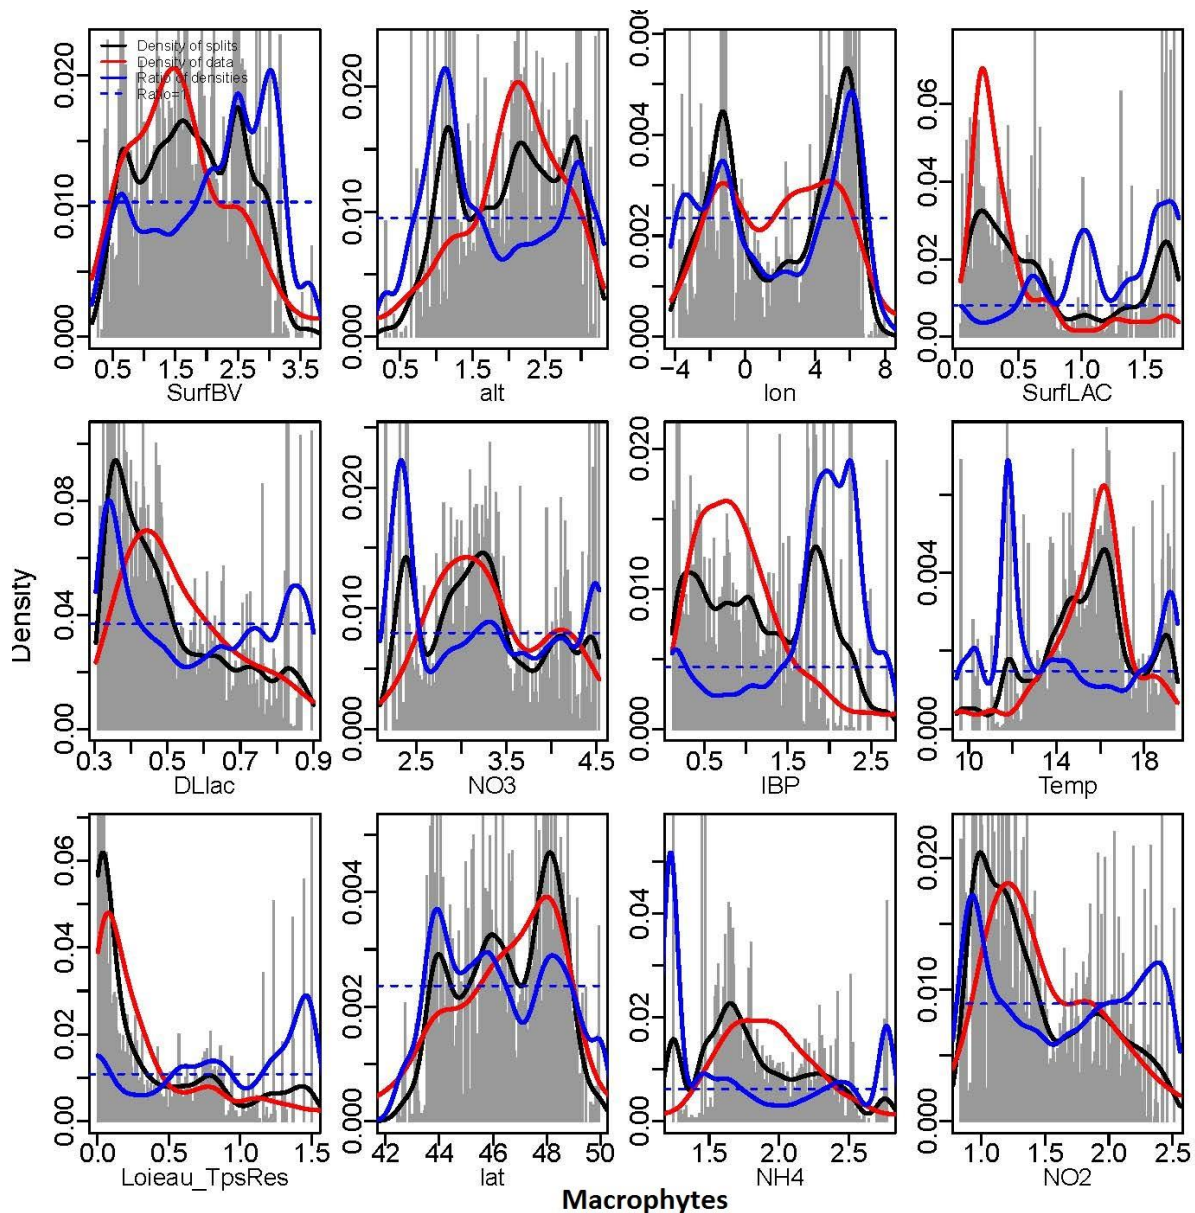 Density of splits
Density of data
Ratio of densities
Ratio=1
0.000 0.010 0.020
0.5 1.5 2.5 3.5
SurfBV
0.000 0.005 0.010 0.015 0.020
0.5 1.5 2.5
alt
0.000 0.002 0.004 0.006
−4 0 4 8
lon
0.00 0.02 0.04 0.06
0.0 0.5 1.0 1.5
SurfLAC
Density
0.00 0.04 0.08
0.3 0.5 0.7 0.9
DLlac
0.000 0.010 0.020
2.5 3.5 4.5
NO3
0.000 0.010 0.020
0.5 1.5 2.5
IBP
0.000 0.004
10 14 18
Temp
0.00 0.02 0.04 0.06
0.0 0.5 1.0 1.5
Loieau_TpsRes
0.000 0.002 0.004
42 44 46 48 50
lat
0.00 0.02 0.04
1.5 2.0 2.5
NH4
0.000 0.010 0.020
1.0 1.5 2.0 2.5
NO2
Macrophytes